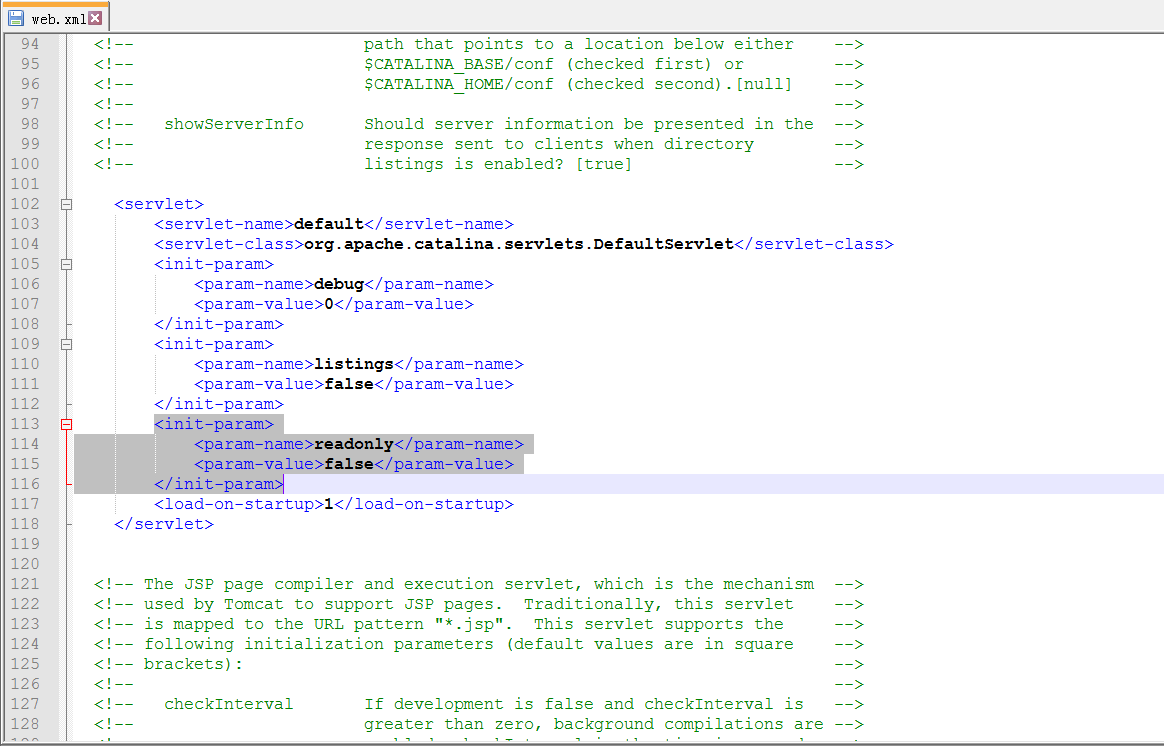 web.xml
94 <!-- path that points to a location below either -->
95 <!-- $CATALINA_BASE/conf (checked first) or -->
96 <!-- $CATALINA_HOME/conf (checked second).[null] -->
97 <!-- -->
98 <!-- showServerInfo Should server information be presented in the -->
99 <!-- response sent to clients when directory -->
100 <!-- listings is enabled? [true] -->
101
102 <servlet>
103 <servlet-name>default</servlet-name>
104 <servlet-class>org.apache.catalina.servlets.DefaultServlet</servlet-class>
105 <init-param>
106 <param-name>debug</param-name>
107 <param-value>0</param-value>
108 </init-param>
109 <init-param>
110 <param-name>listings</param-name>
111 <param-value>false</param-value>
112 </init-param>
113 <init-param>
114 <param-name>readonly</param-name>
115 <param-value>false</param-value>
116 </init-param>
117 <load-on-startup>1</load-on-startup>
118 </servlet>
119
120
121 <!-- The JSP page compiler and execution servlet, which is the mechanism -->
122 <!-- used by Tomcat to support JSP pages. Traditionally, this servlet -->
123 <!-- is mapped to the URL pattern "*.jsp". This servlet supports the -->
124 <!-- following initialization parameters (default values are in square -->
125 <!-- brackets): -->
126 <!-- -->
127 <!-- checkInterval If development is false and checkInterval is -->
128 <!-- greater than zero, background compilations are -->